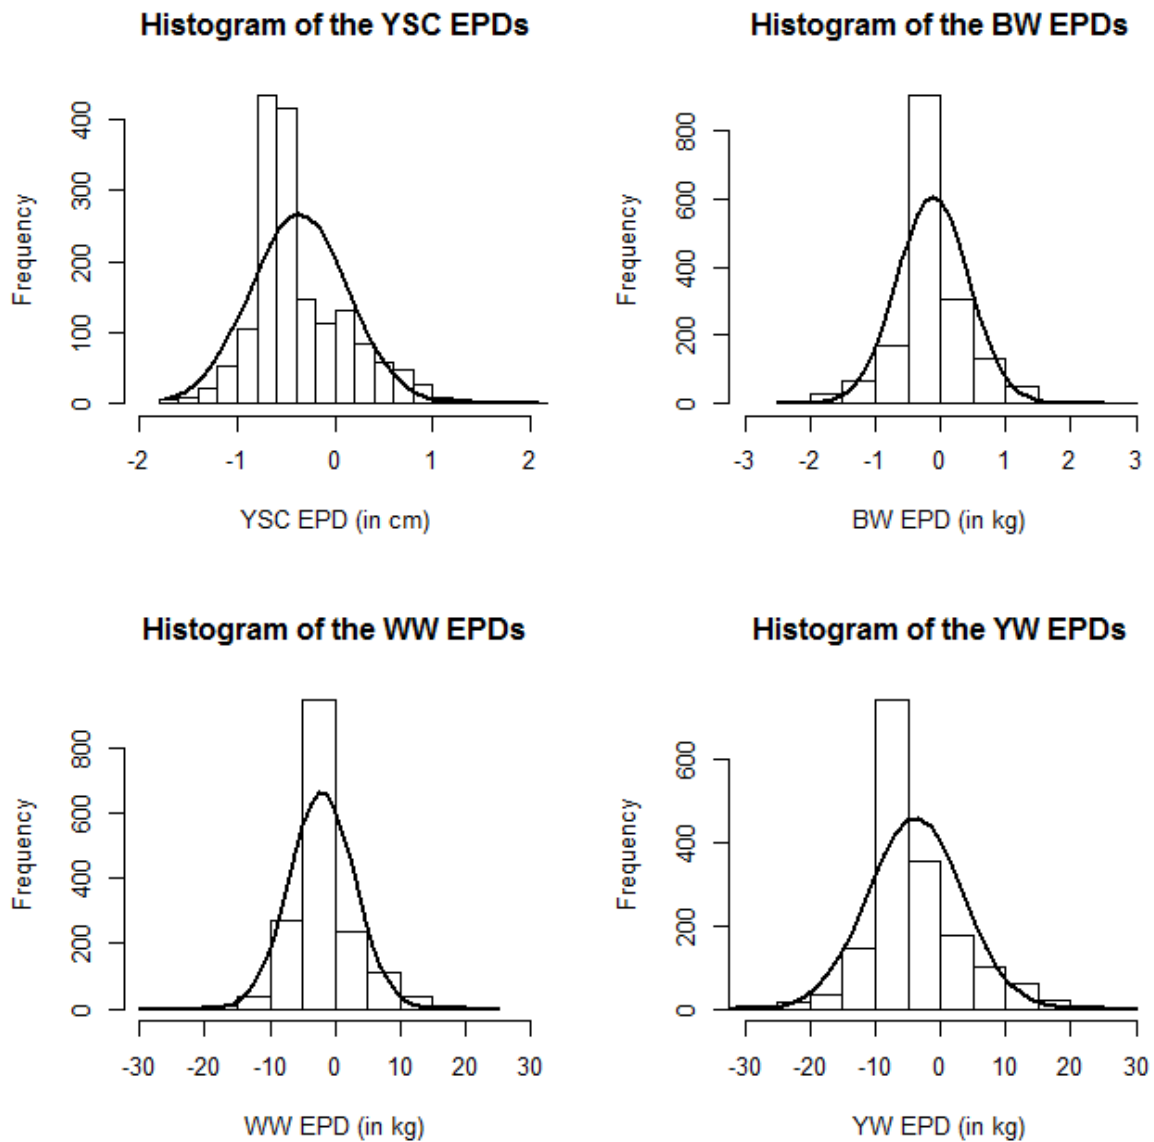 Histogram of the YSC EPDs
Frequency
0 100 200 300 400
-2 -1 0 1 2
YSC EPD (in cm)
Histogram of the BW EPDs
Frequency
0 200 400 600 800
-3 -2 -1 0 1 2 3
BW EPD (in kg)
Histogram of the WW EPDs
Frequency
0 200 400 600 800
-30 -20 -10 0 10 20 30
WW EPD (in kg)
Histogram of the YW EPDs
Frequency
0 200 400 600
-30 -20 -10 0 10 20 30
YW EPD (in kg)